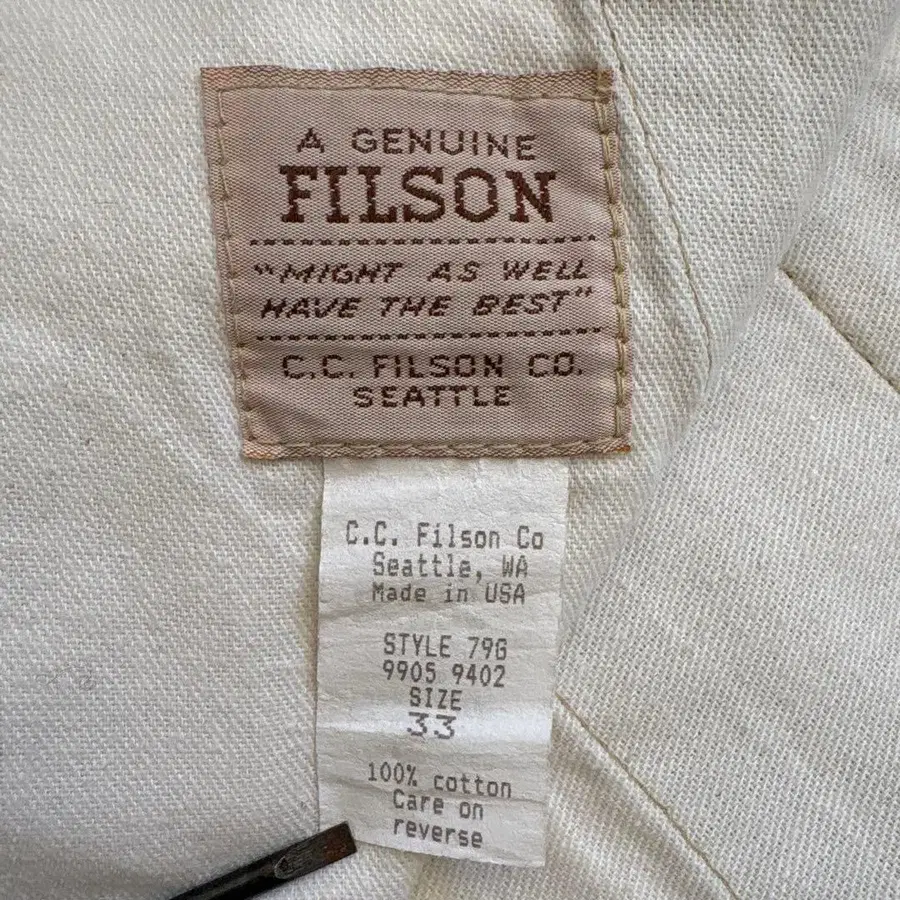 A GENUINE
FILSON
"MIGHT AS WELL
HAVE THE BEST"
C.C. FILSON CO.
SEATTLE
C.C. Filson Co
Seattle, WA
Made in USA
STYLE 79G
9905 9402
SIZE
33
100% cotton
Care on
reverse